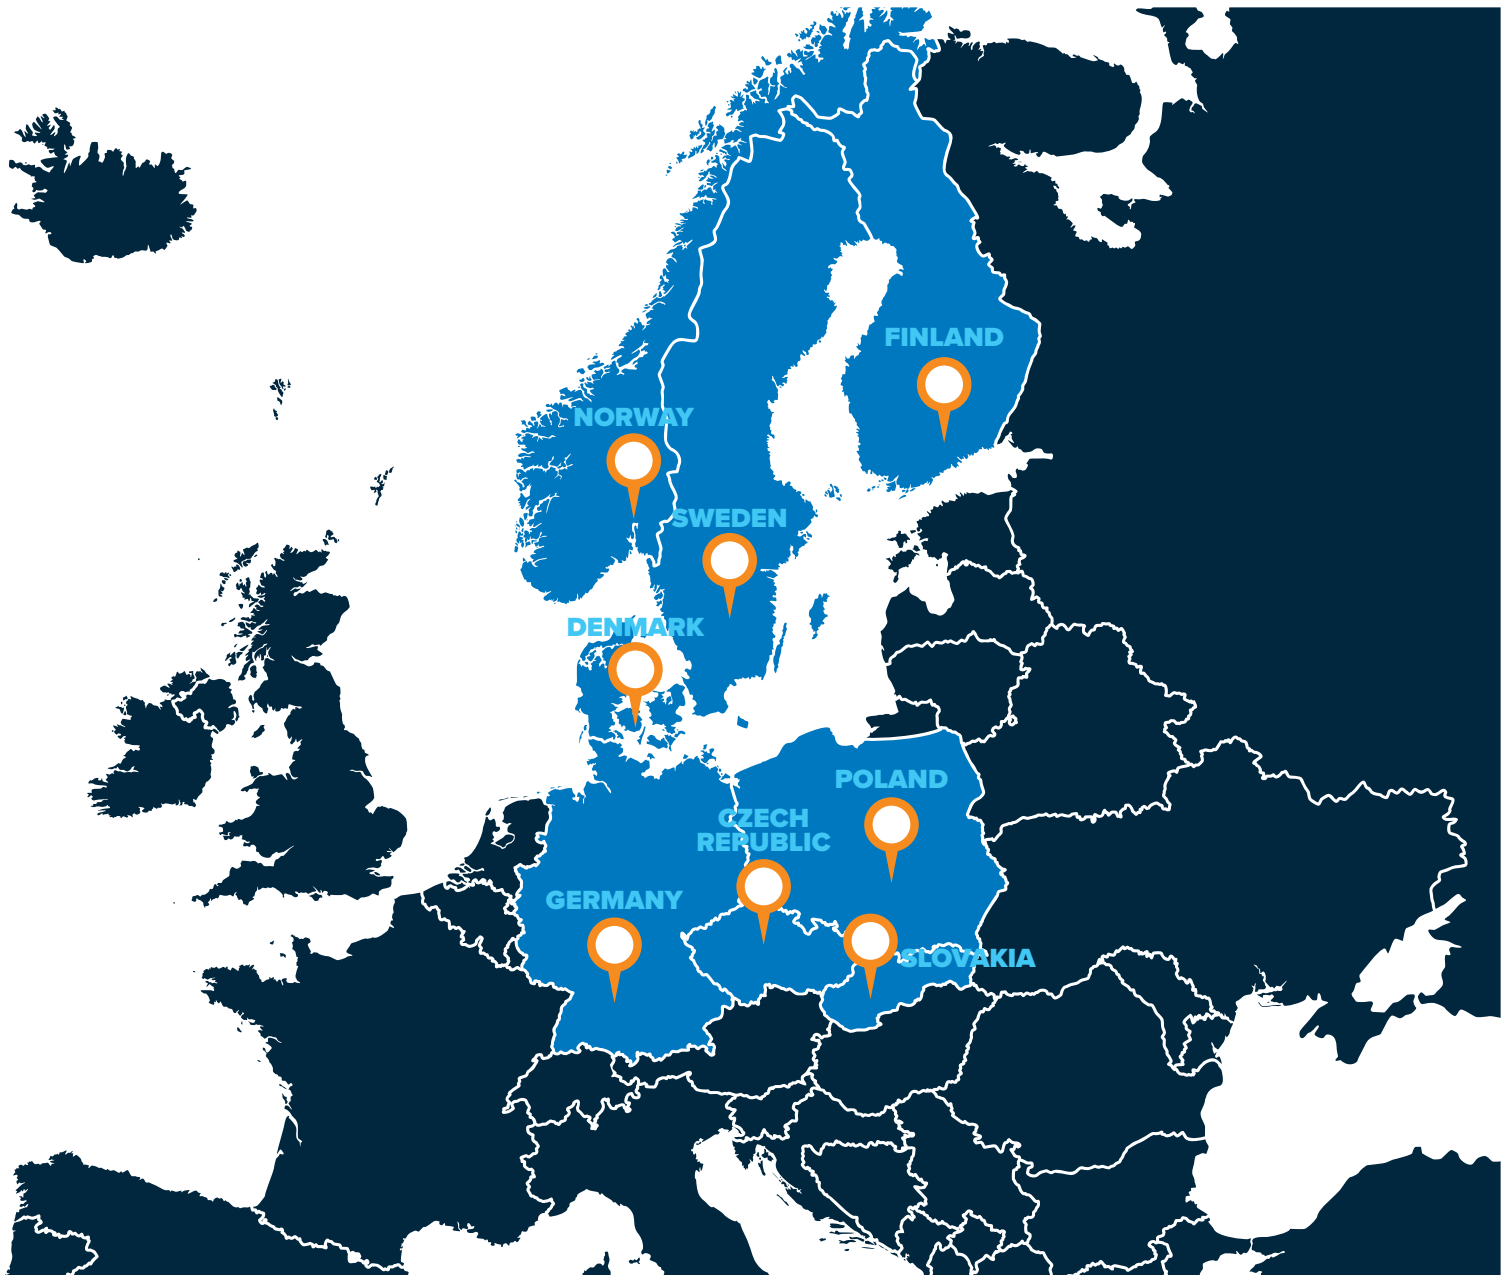 FINLAND
NORWAY
SWEDEN
DENMARK
POLAND
CZECH
REPUBLIC
GERMANY
SLOVAKIA